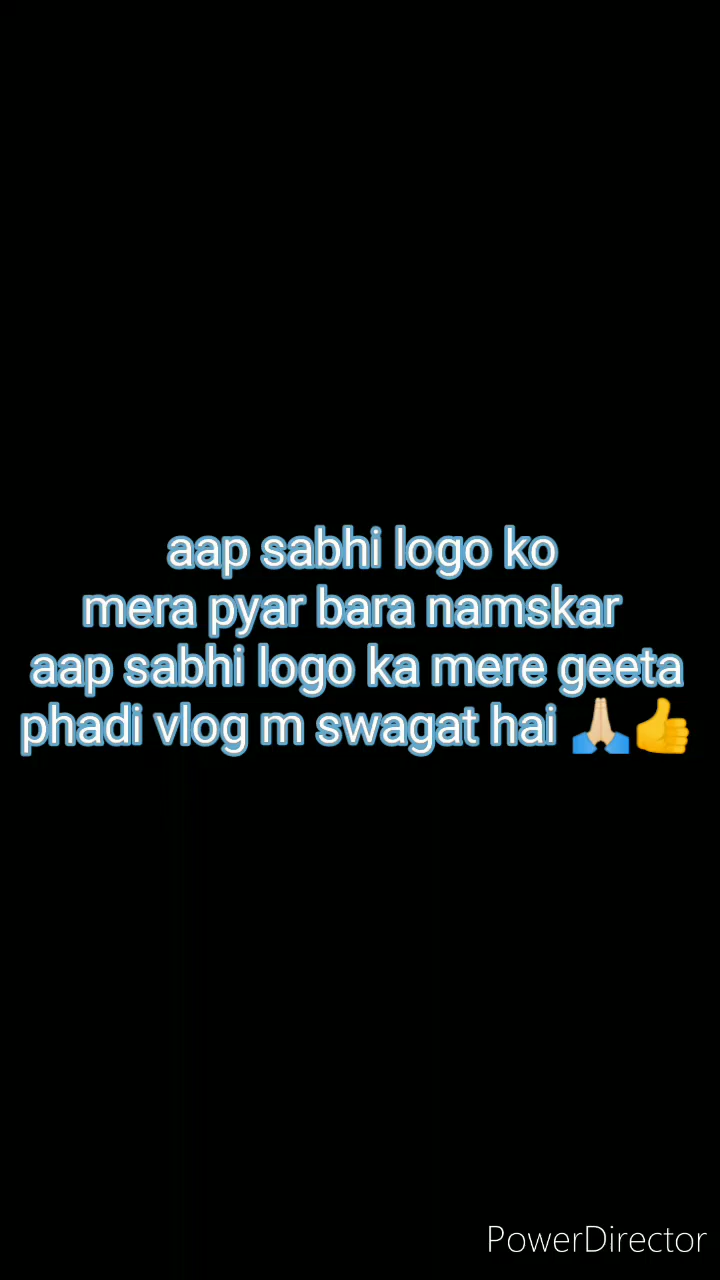 aap sabhi logo ko
mera pyar bara namskar
aap sabhi logo ka mere geeta
phadi vlog m swagat hai 🙏🏻👍
PowerDirector